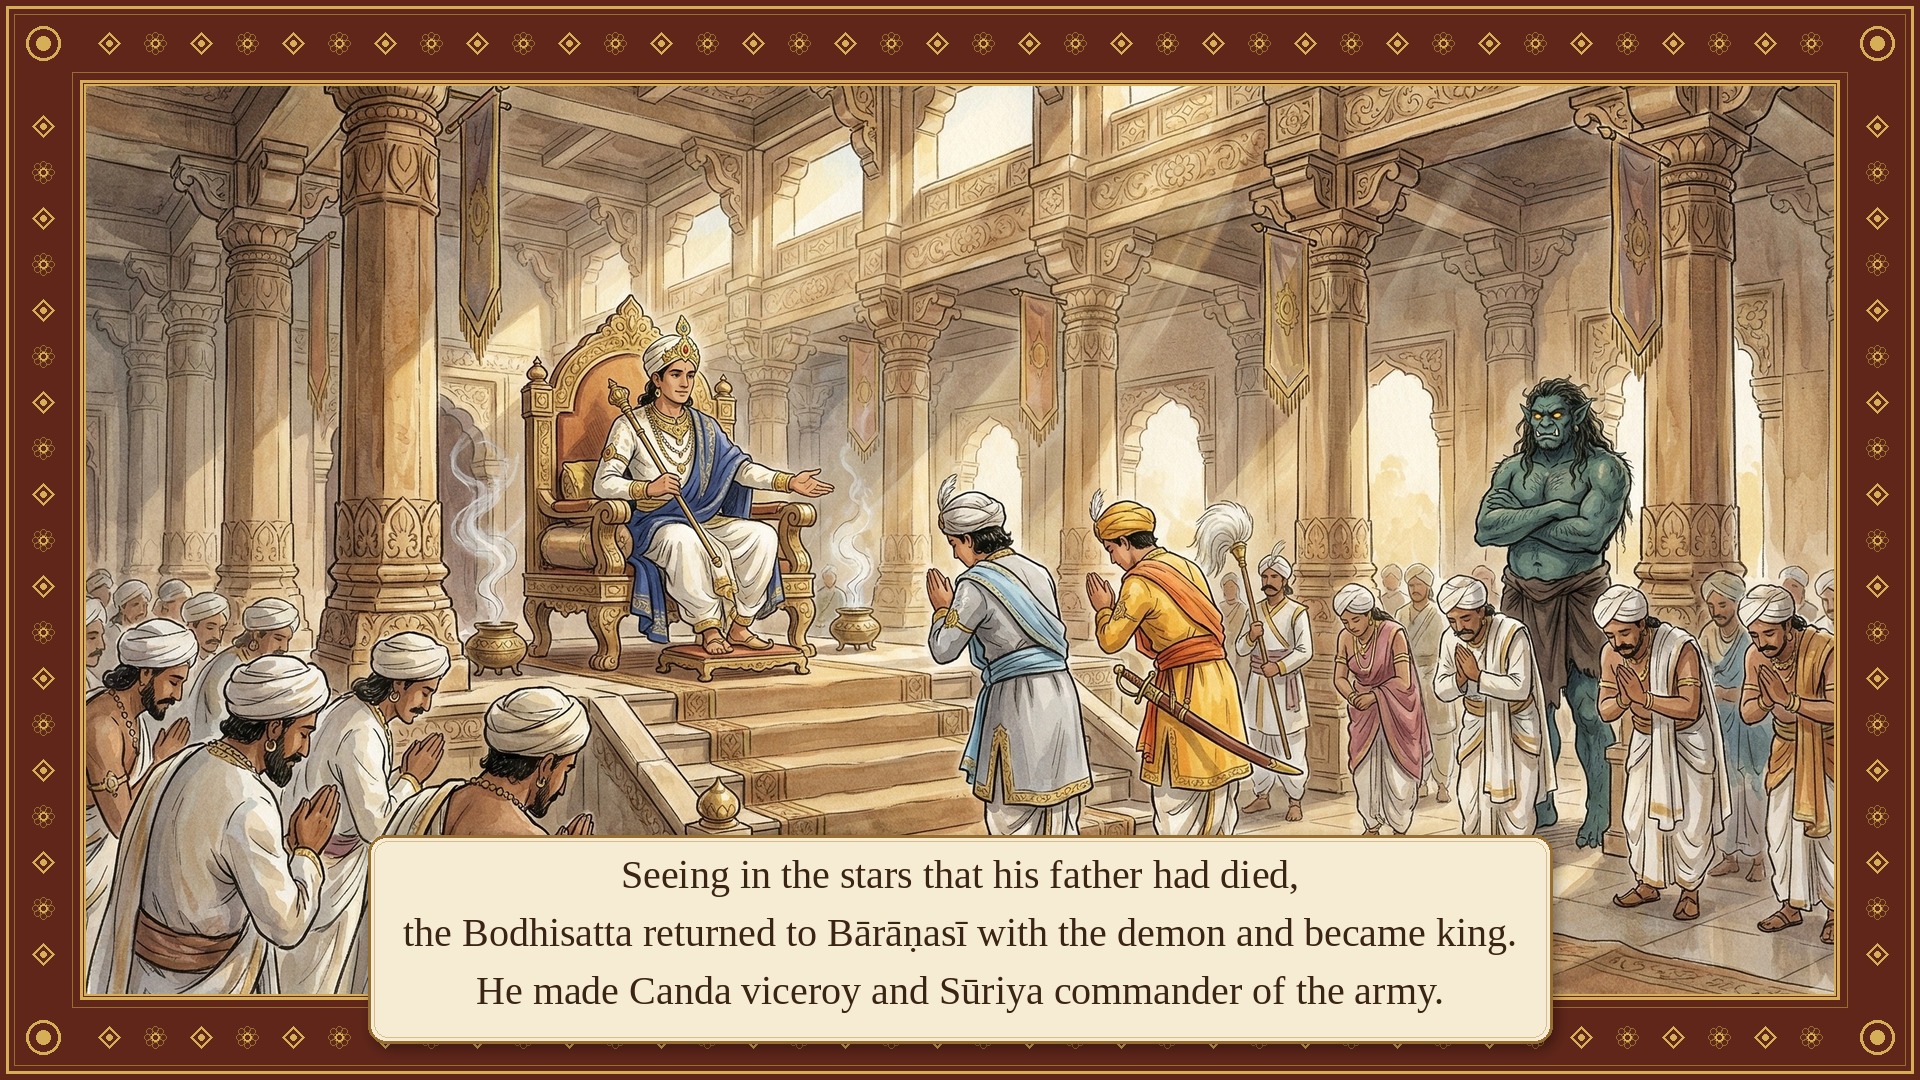 Seeing in the stars that his father had died,
the Bodhisatta returned to Bārāṇasī with the demon and became king.
He made Canda viceroy and Sūriya commander of the army.